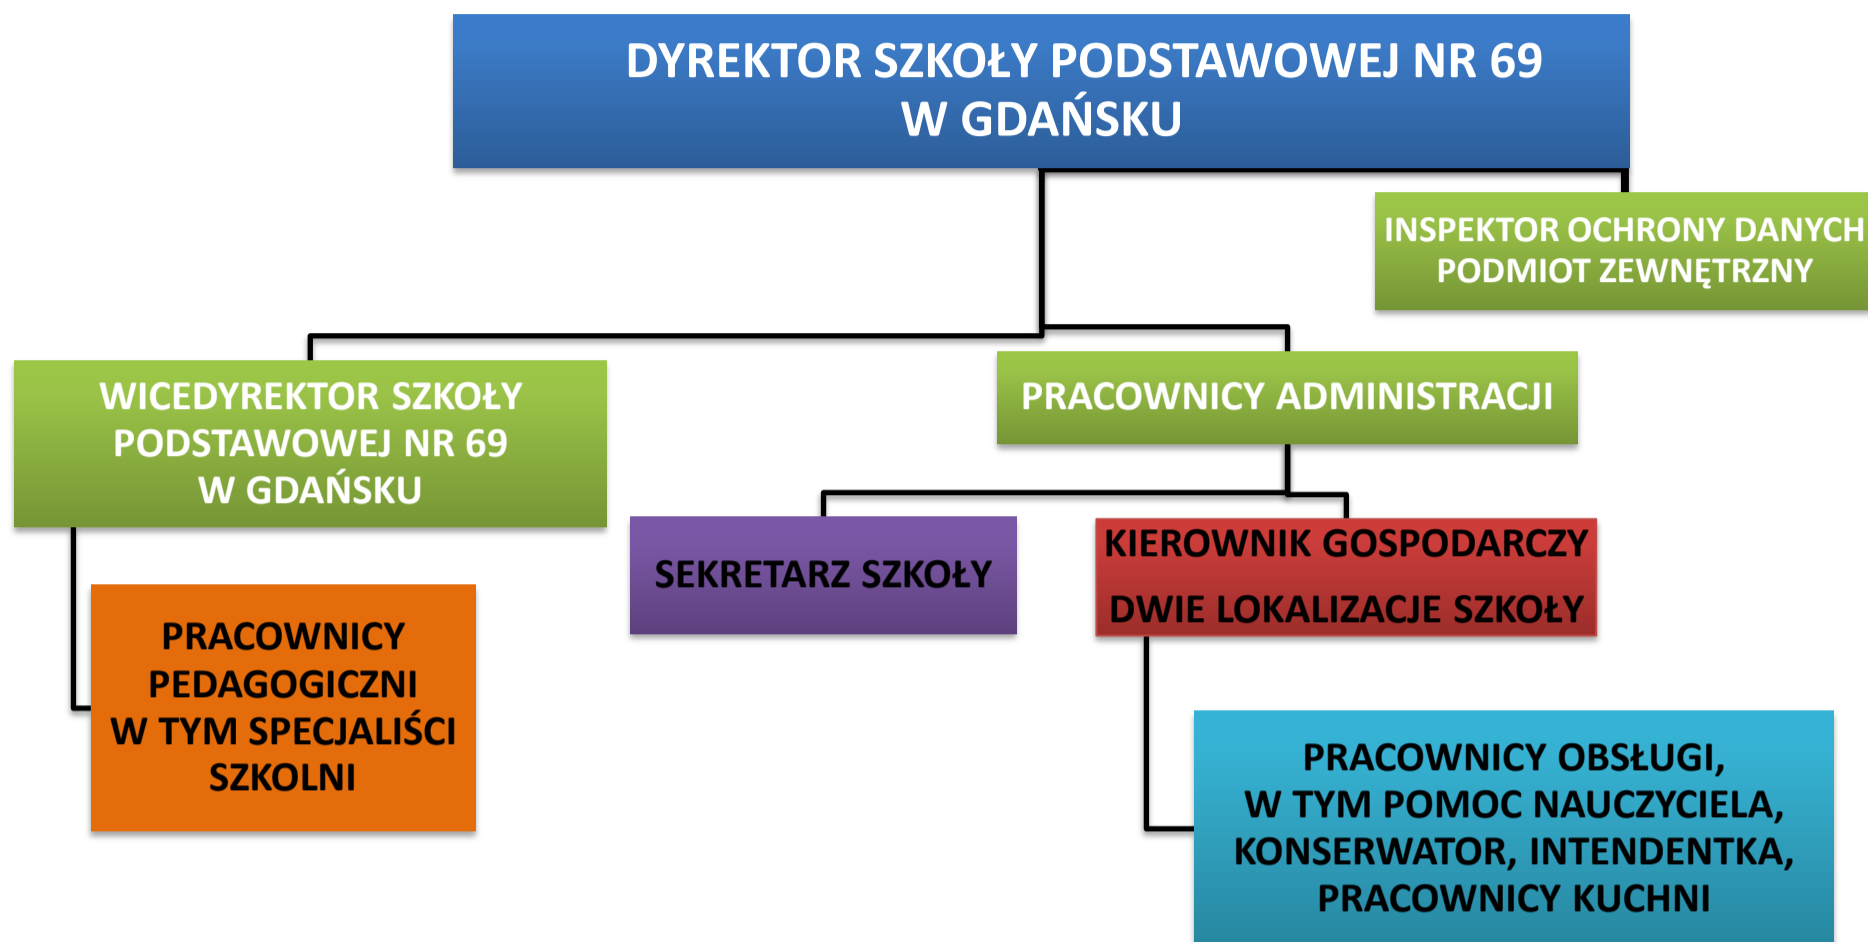 DYREKTOR SZKOŁY PODSTAWOWEJ NR 69
W GDAŃSKU
INSPEKTOR OCHRONY DANYCH
PODMIOT ZEWNĘTRZNY
WICEDYREKTOR SZKOŁY
PODSTAWOWEJ NR 69
W GDAŃSKU
PRACOWNICY ADMINISTRACJI
SEKRETARZ SZKOŁY
KIEROWNIK GOSPODARCZY
DWIE LOKALIZACJE SZKOŁY
PRACOWNICY
PEDAGOGICZNI
W TYM SPECJALIŚCI
SZKOLNI
PRACOWNICY OBSŁUGI,
W TYM POMOC NAUCZYCIELA,
KONSERWATOR, INTENDENTKA,
PRACOWNICY KUCHNI